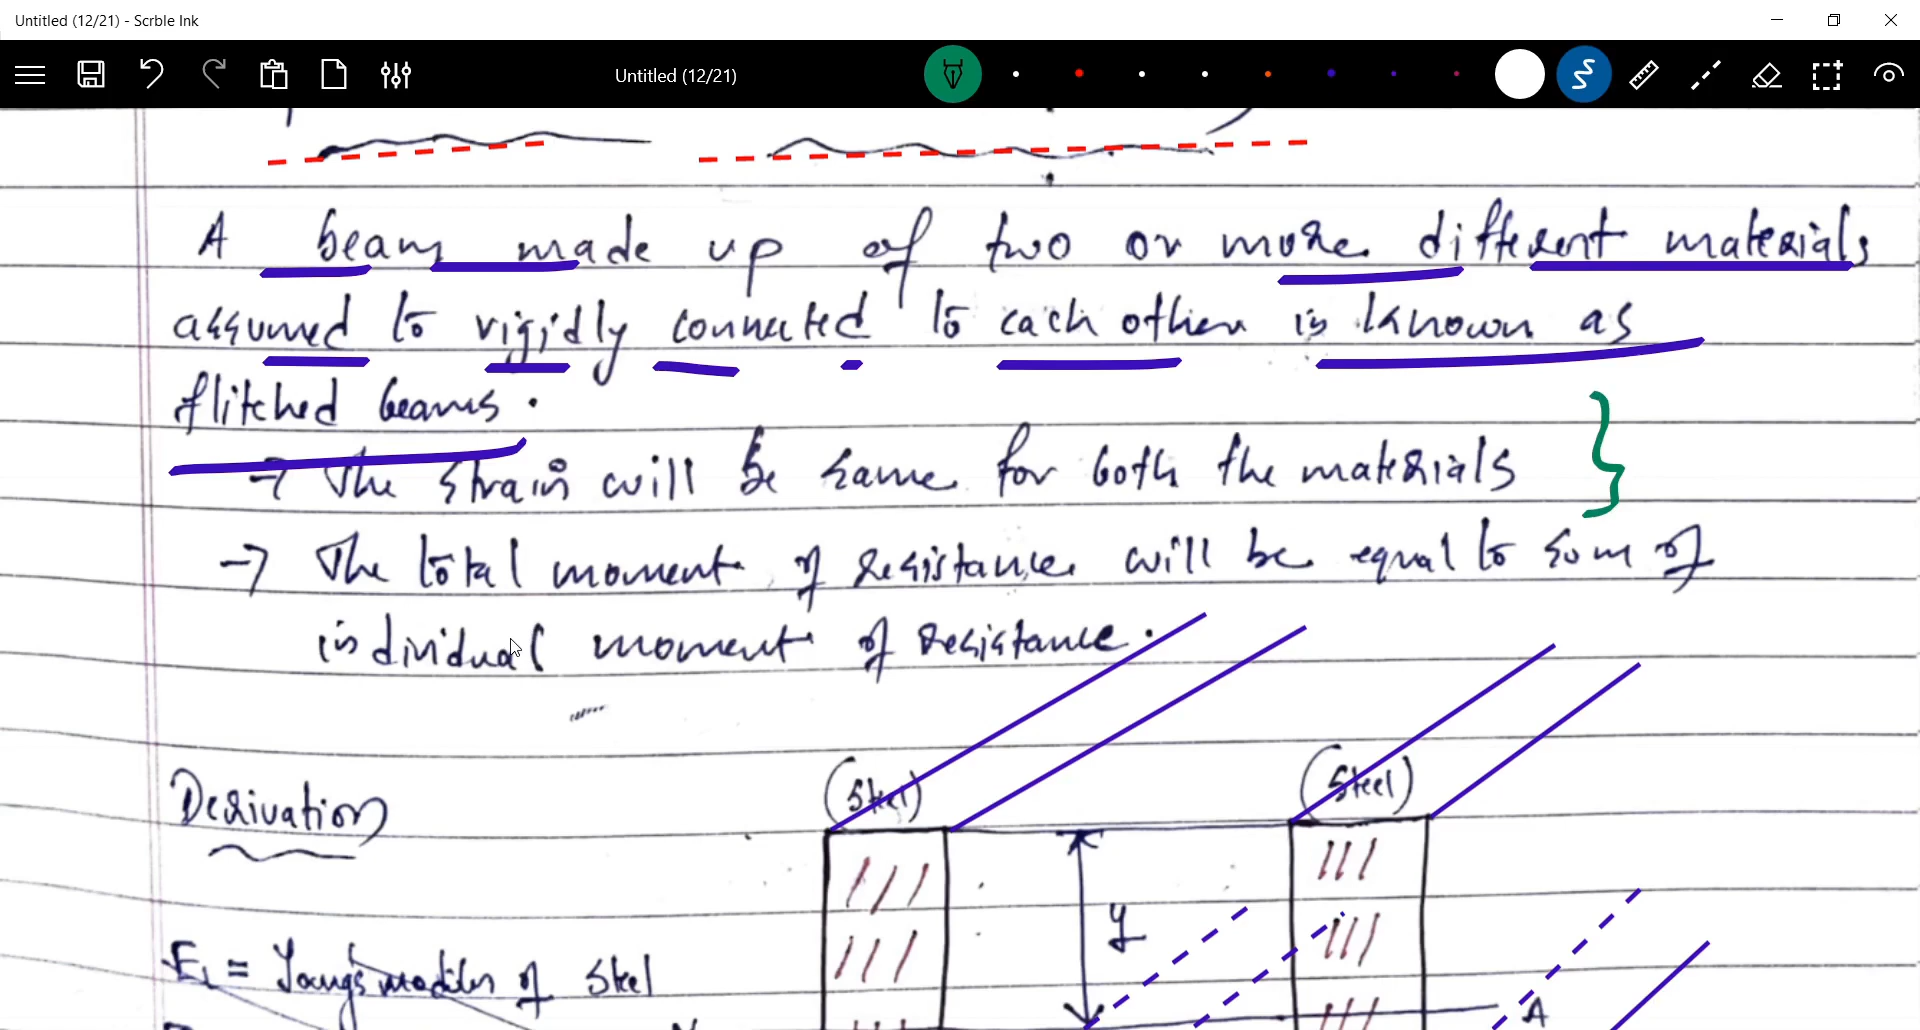 Untitled (12/21) - Scrble Ink
Untitled (12/21)
A beam made up of two or more different materials
assumed to rigidly connected to each other is known as
flitched beams.
→ The strain will be same for both the materials
→ The total moment of resistance will be equal to sum of
individual moment of resistance.
(Steel) (Steel)
Derivation
y
E1 = Young's modulus of Steel
A